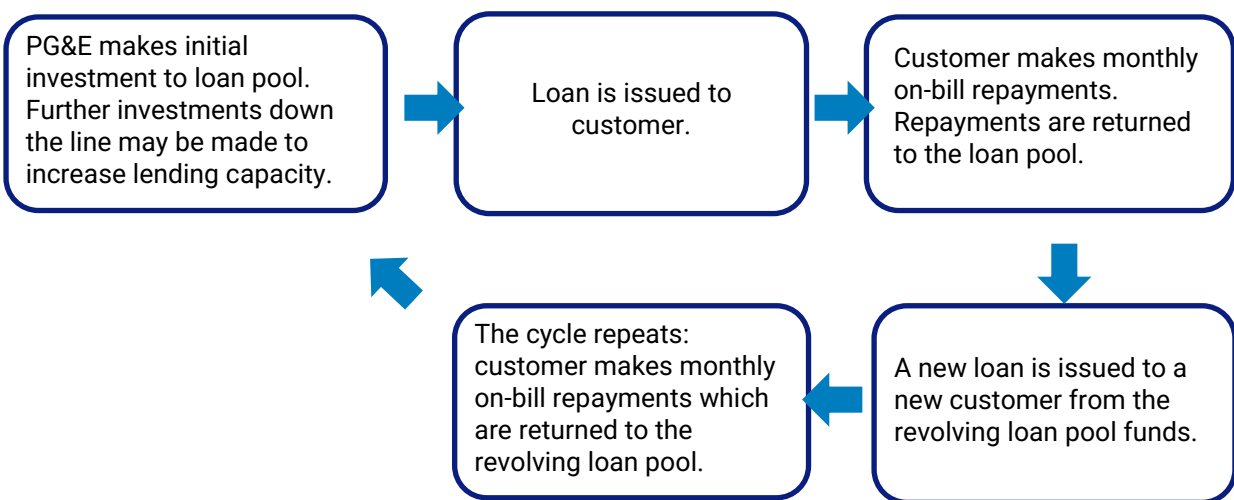 PG&E makes initial
investment to loan pool.
Further investments down
the line may be made to
increase lending capacity.
Loan is issued to
customer.
Customer makes monthly
on-bill repayments.
Repayments are returned
to the loan pool.
A new loan is issued to a
new customer from the
revolving loan pool funds.
The cycle repeats:
customer makes monthly
on-bill repayments which
are returned to the
revolving loan pool.